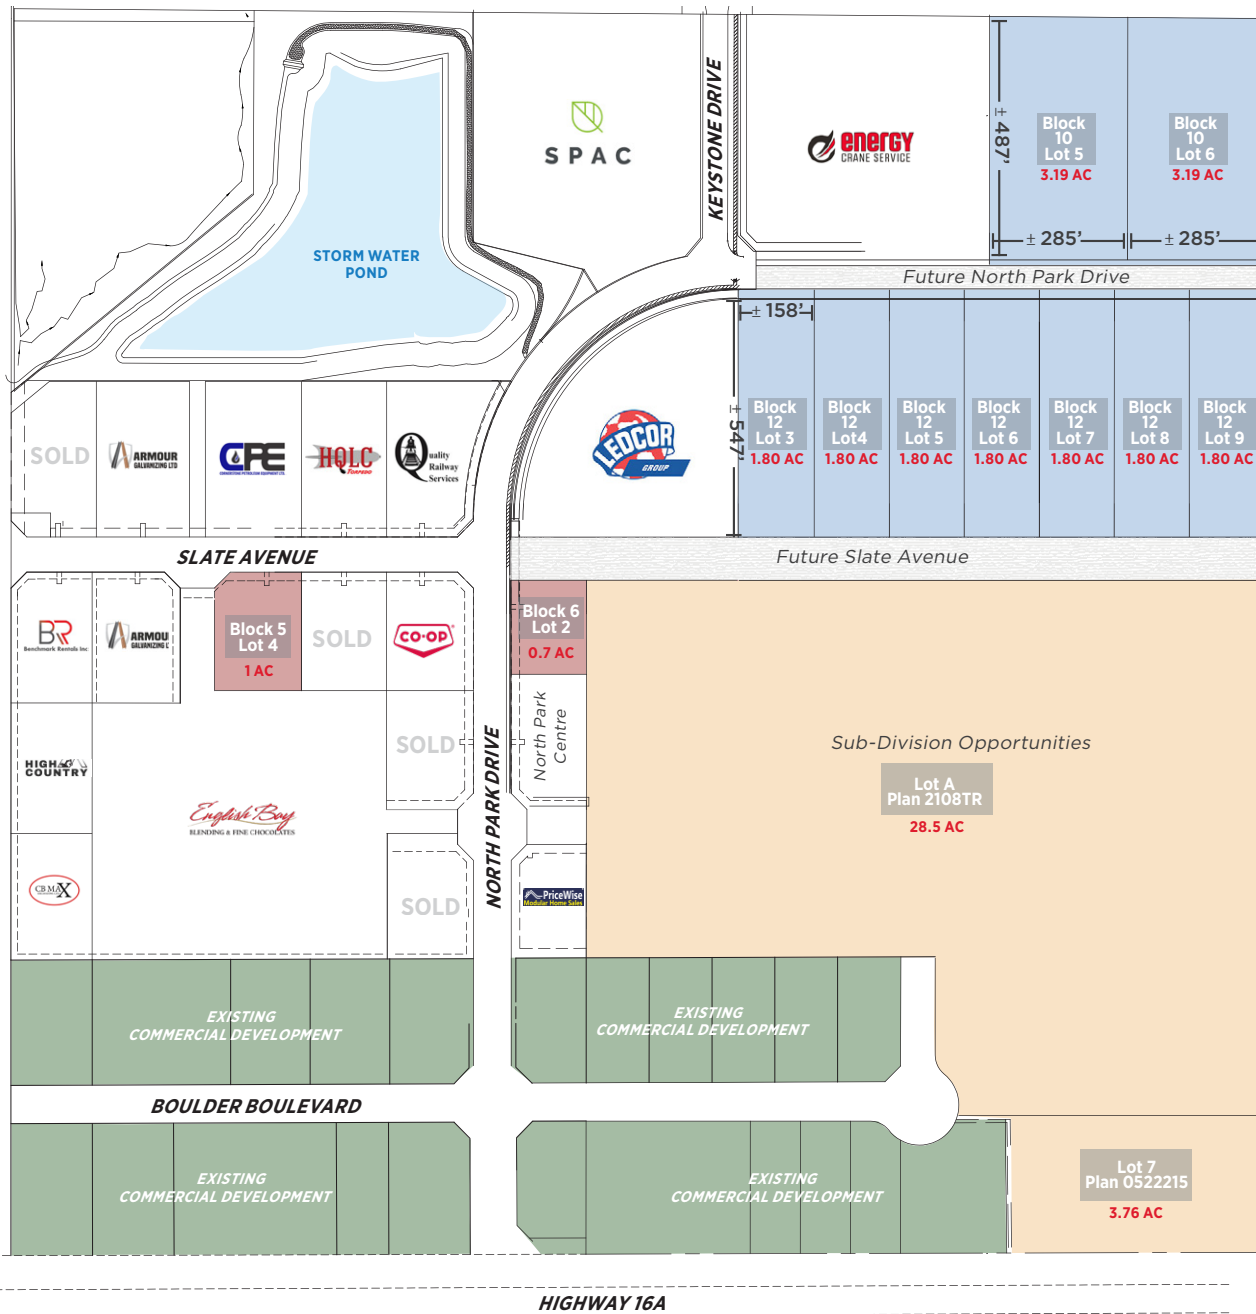 KEYSTONE DRIVE
SPAC
energy
CRANE SERVICE
± 487'
Block
10
Lot 5
3.19 AC
Block
10
Lot 6
3.19 AC
± 285'
± 285'
STORM WATER
POND
Future North Park Drive
± 158'
± 547'
LEDCOR
GROUP
Block
12
Lot 3
1.80 AC
Block
12
Lot4
1.80 AC
Block
12
Lot 5
1.80 AC
Block
12
Lot 6
1.80 AC
Block
12
Lot 7
1.80 AC
Block
12
Lot 8
1.80 AC
Block
12
Lot 9
1.80 AC
SOLD
ARMOUR
GALVANIZING LTD
CPE
HQLC
Quality
Railway
Services
SLATE AVENUE
Future Slate Avenue
BR
Benchmark Rentals Inc
ARMOU
GALVANIZING L
Block 5
Lot 4
1 AC
SOLD
CO-OP
Block 6
Lot 2
0.7 AC
North Park
Centre
SOLD
NORTH PARK DRIVE
HIGH
COUNTRY
English Bay
BLENDING & FINE CHOCOLATES
Sub-Division Opportunities
Lot A
Plan 2108TR
28.5 AC
CB MAX
SOLD
PriceWise
Modular Home Sales
EXISTING
COMMERCIAL DEVELOPMENT
EXISTING
COMMERCIAL DEVELOPMENT
BOULDER BOULEVARD
EXISTING
COMMERCIAL DEVELOPMENT
EXISTING
COMMERCIAL DEVELOPMENT
Lot 7
Plan 0522215
3.76 AC
HIGHWAY 16A